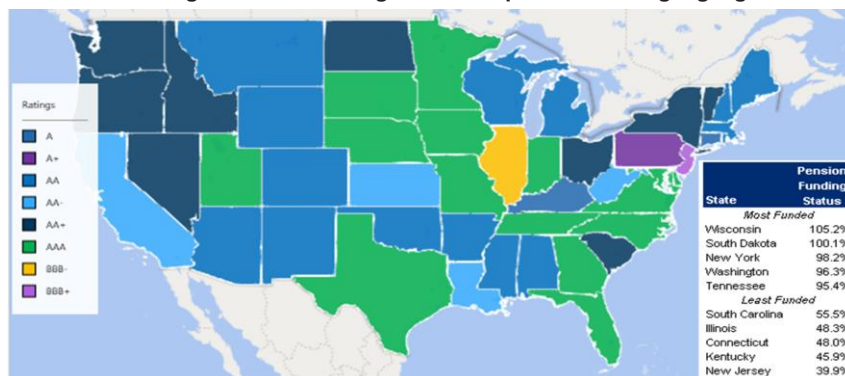 Ratings
A
A+
AA
AA-
AA+
AAA
BBB-
BBB+
Pension
Funding
State Status
Most Funded
Wisconsin 105.2%
South Dakota 100.1%
New York 98.2%
Washington 96.3%
Tennessee 95.4%
Least Funded
South Carolina 55.5%
Illinois 48.3%
Connecticut 48.0%
Kentucky 45.9%
New Jersey 39.9%